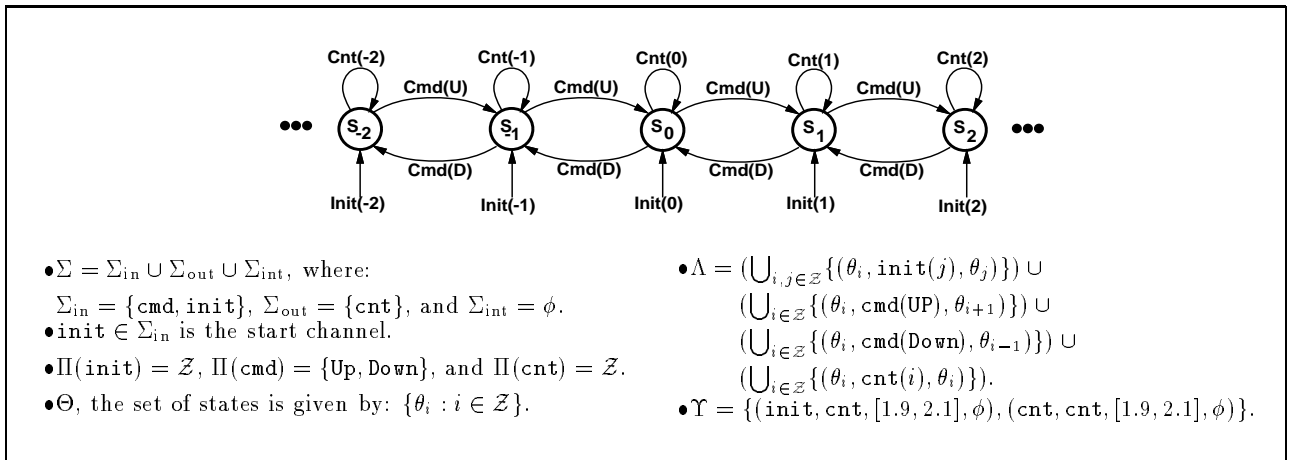 Cnt(-2) Cnt(-1) Cnt(0) Cnt(1) Cnt(2)
Cmd(U) Cmd(U) Cmd(U) Cmd(U)
••• S-2 S-1 S0 S1 S2 •••
Cmd(D) Cmd(D) Cmd(D) Cmd(D)
Init(-2) Init(-1) Init(0) Init(1) Init(2)
•Σ = Σin ∪ Σout ∪ Σint, where:
Σin = {cmd, init}, Σout = {cnt}, and Σint = ϕ.
•init ∈ Σin is the start channel.
•Π(init) = Z, Π(cmd) = {Up, Down}, and Π(cnt) = Z.
•Θ, the set of states is given by: {θi : i ∈ Z}.
•Λ = (⋃i,j∈Z{(θi, init(j), θj)}) ∪
(⋃i∈Z{(θi, cmd(UP), θi+1)}) ∪
(⋃i∈Z{(θi, cmd(Down), θi−1)}) ∪
(⋃i∈Z{(θi, cnt(i), θi)}).
•Υ = {(init, cnt, [1.9, 2.1], ϕ), (cnt, cnt, [1.9, 2.1], ϕ)}.